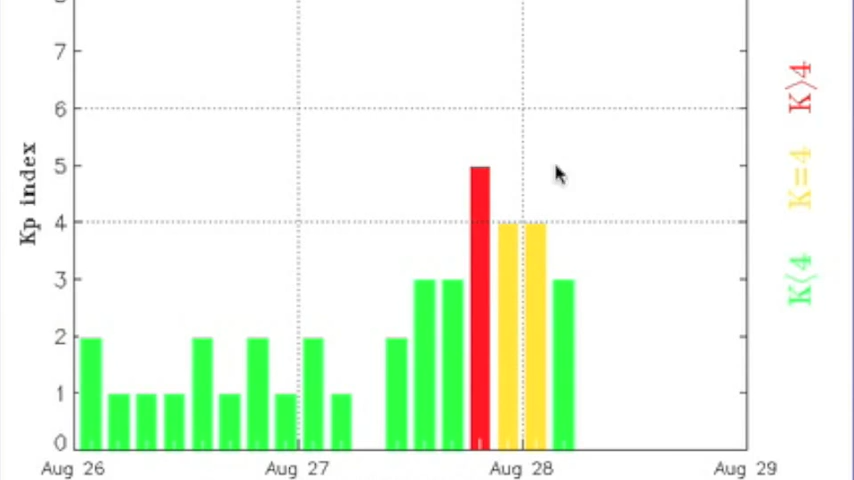 7
6
5
4
3
2
1
0
Kp index
Aug 26
Aug 27
Aug 28
Aug 29
K>4
K=4
K<4